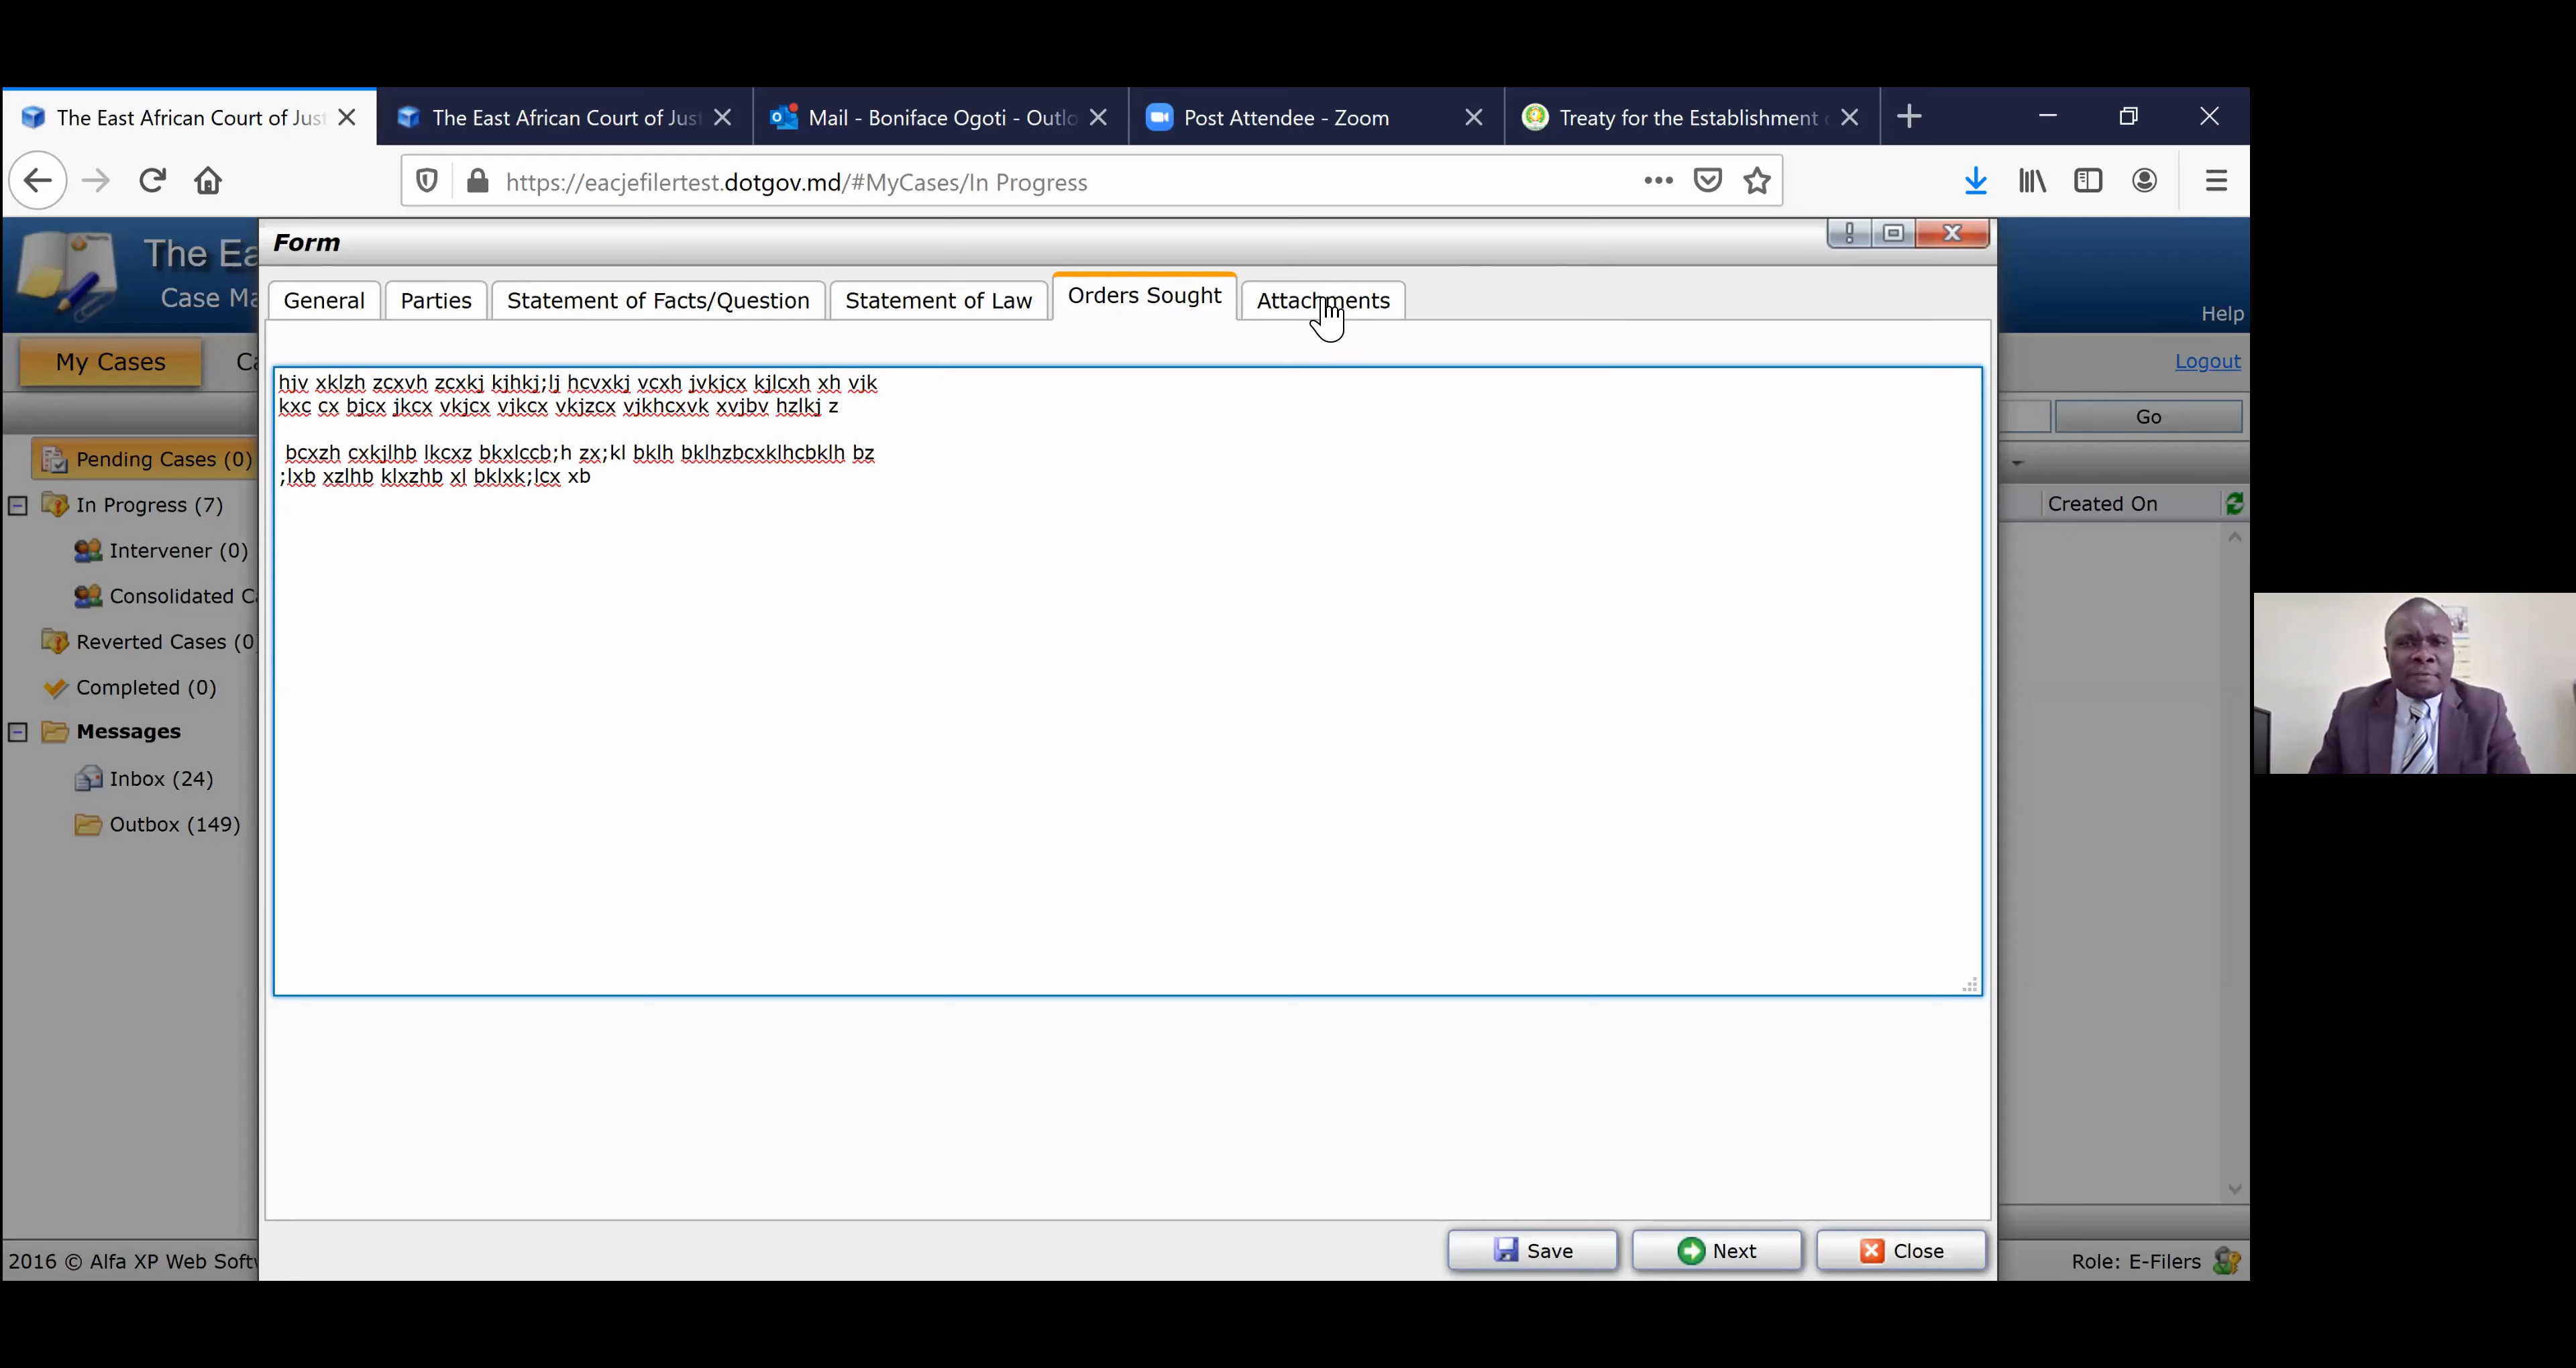 The East African Court of Just
The East African Court of Just
Mail - Boniface Ogoti - Outlo
Post Attendee - Zoom
Treaty for the Establishment
https://eacjefilertest.dotgov.md/#MyCases/In Progress
The Ea
Case Ma
Help
Form
General
Parties
Statement of Facts/Question
Statement of Law
Orders Sought
Attachments
My Cases
Ca
Logout
Go
hjv xklzh zcxvh zcxkj kjhkj;lj hcvxkj vcxh jvkjcx kjlcxh xh vjk
kxc cx bjcx jkcx vkjcx vjkcx vkjzcx vjkhcxvk xvjbv hzlkj z
bcxzh cxkjlhb lkcxz bkxlccb;h zx;kl bklh bklhzbcxklhcbklh bz
;lxb xzlhb klxzhb xl bklxk;lcx xb
Pending Cases (0)
In Progress (7)
Intervener (0)
Consolidated Ca
Reverted Cases (0)
Completed (0)
Messages
Inbox (24)
Outbox (149)
Created On
Save
Next
Close
2016 © Alfa XP Web Softw
Role: E-Filers